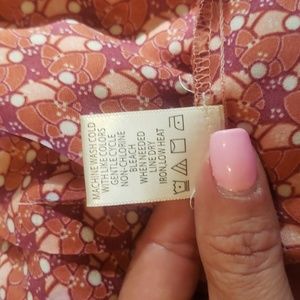 MACHINE WASH COLD
WITH LIKE COLORS
GENTLE CYCLE
NON-CHLORINE
BLEACH
WHEN NEEDED
LINE DRY
IRON LOW HEAT